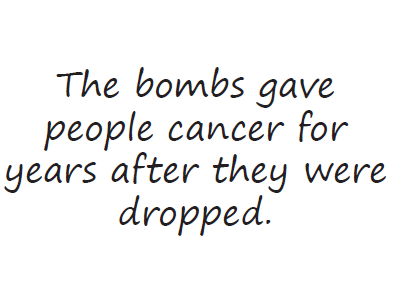 The bombs gave
people cancer for
years after they were
dropped.